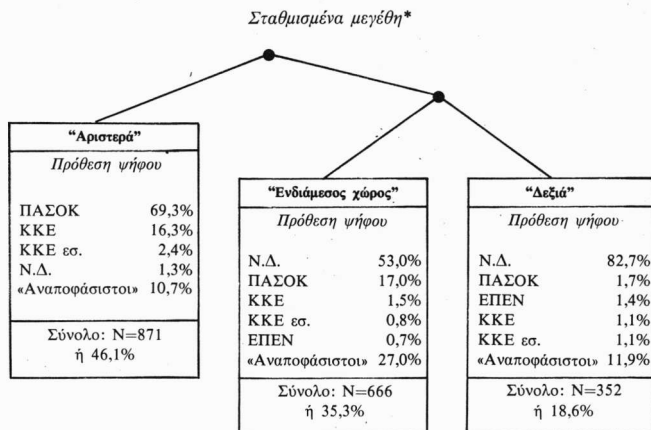 Σταθμισμένα μεγέθη*
“Αριστερά”
Πρόθεση ψήφου
ΠΑΣΟΚ 69,3%
ΚΚΕ 16,3%
ΚΚΕ εσ. 2,4%
Ν.Δ. 1,3%
«Αναποφάσιστοι» 10,7%
Σύνολο: Ν=871
ή 46,1%
“Ενδιάμεσος χώρος”
Πρόθεση ψήφου
Ν.Δ. 53,0%
ΠΑΣΟΚ 17,0%
ΚΚΕ 1,5%
ΚΚΕ εσ. 0,8%
ΕΠΕΝ 0,7%
«Αναποφάσιστοι» 27,0%
Σύνολο: Ν=666
ή 35,3%
“Δεξιά”
Πρόθεση ψήφου
Ν.Δ. 82,7%
ΠΑΣΟΚ 1,7%
ΕΠΕΝ 1,4%
ΚΚΕ 1,1%
ΚΚΕ εσ. 1,1%
«Αναποφάσιστοι» 11,9%
Σύνολο: Ν=352
ή 18,6%